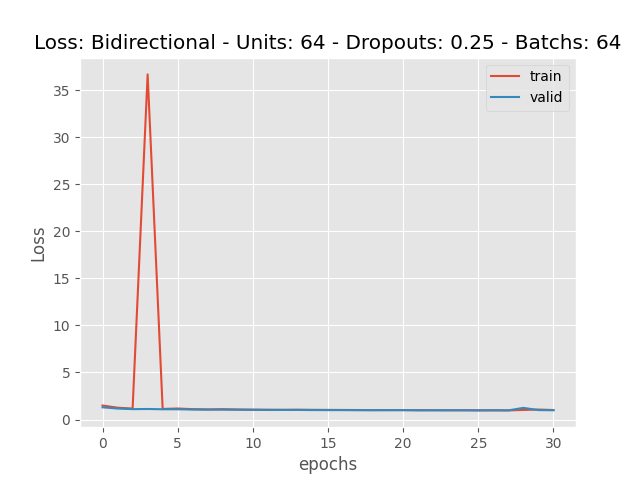 Loss: Bidirectional - Units: 64 - Dropouts: 0.25 - Batchs: 64
train
valid
35
30
25
20
15
10
5
0
Loss
0 5 10 15 20 25 30
epochs